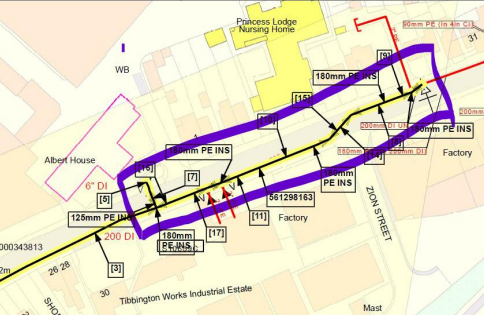 Princess Lodge
Nursing Home
90mm PE (In 4in CI)
31
WB
[9]
180mm PE INS
[15]
200mm
200mm DI
180mm PE INS
180mm PE INS
Albert House
Factory
[16]
[7]
6" DI
[5]
180mm
PE INS
561298163
125mm PE INS
[11]
Factory
ZION STREET
200 DI
[17]
180mm
PE INS
000343813
2m
[3]
26 28
30
Tibbington Works Industrial Estate
Mast